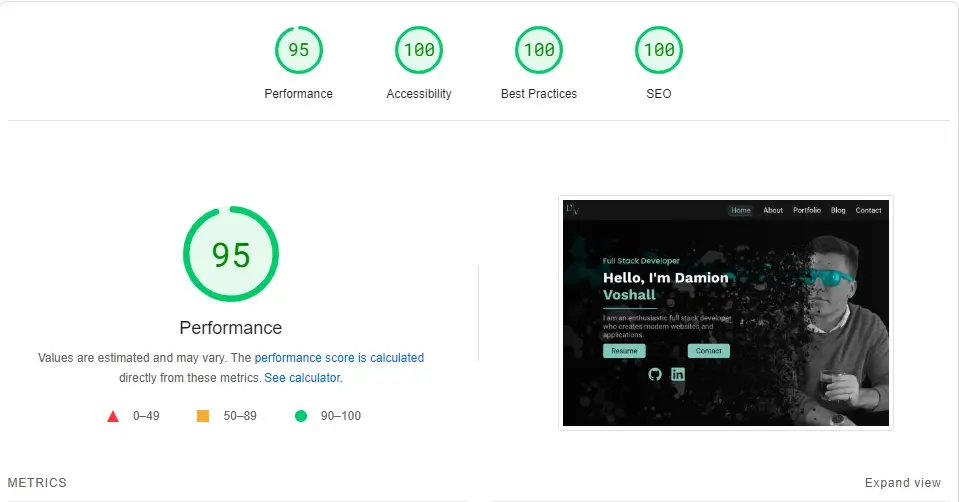 95 100 100 100
Performance Accessibility Best Practices SEO
95
Performance
Values are estimated and may vary. The performance score is calculated
directly from these metrics. See calculator.
0–49 50–89 90–100
DV
Home About Portfolio Blog Contact
Full Stack Developer
Hello, I'm Damion
Voshall
I am an enthusiastic full stack developer
who creates modern websites and
applications.
Resume Contact
in
METRICS Expand view